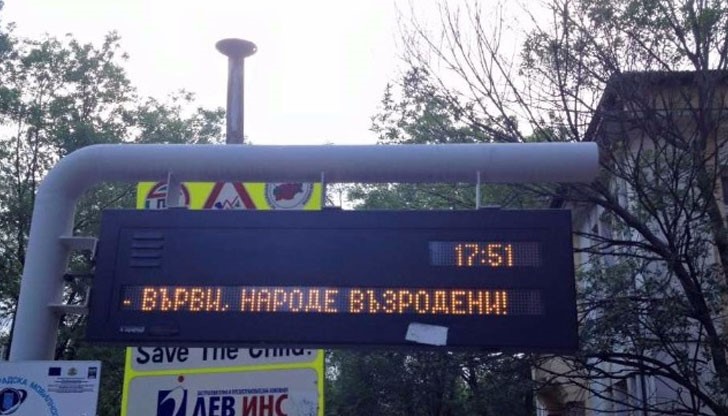 17:51
- ВЪРВИ, НАРОДЕ ВЪЗРОДЕНИ!
Save The Child!
ЛЕВ ИНС